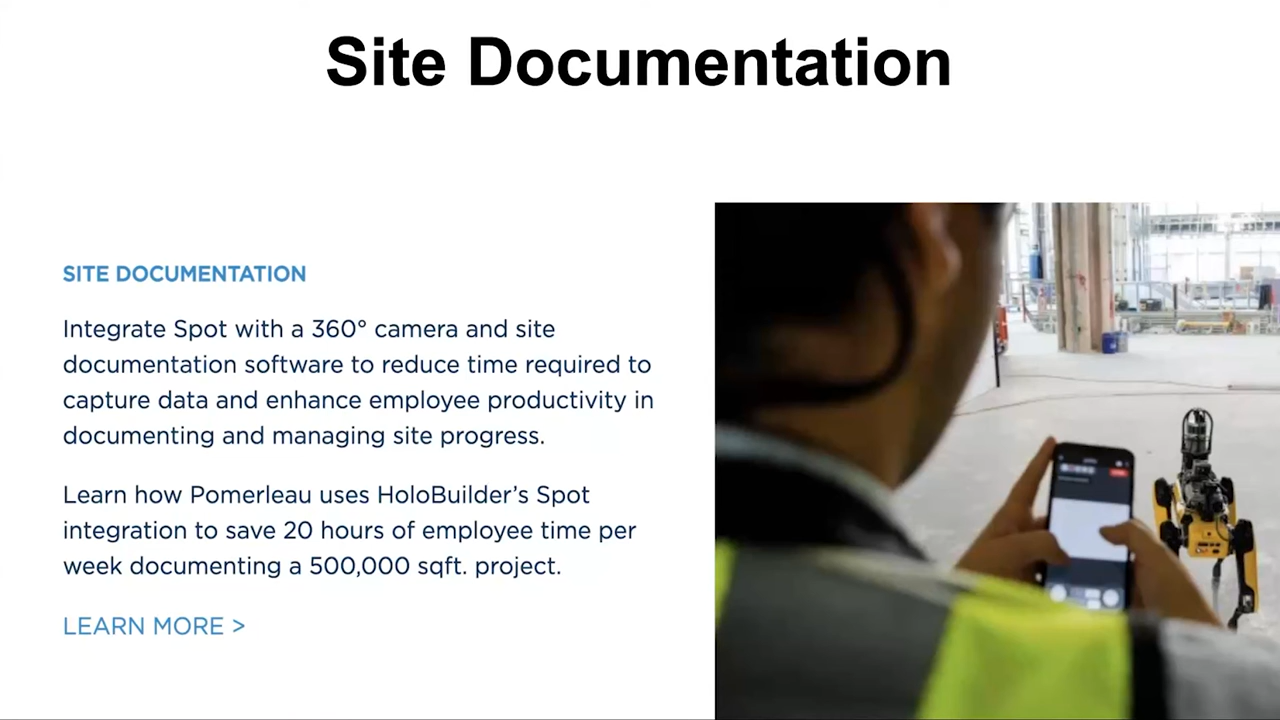 Site Documentation
SITE DOCUMENTATION
Integrate Spot with a 360° camera and site
documentation software to reduce time required to
capture data and enhance employee productivity in
documenting and managing site progress.
Learn how Pomerleau uses HoloBuilder’s Spot
integration to save 20 hours of employee time per
week documenting a 500,000 sqft. project.
LEARN MORE >